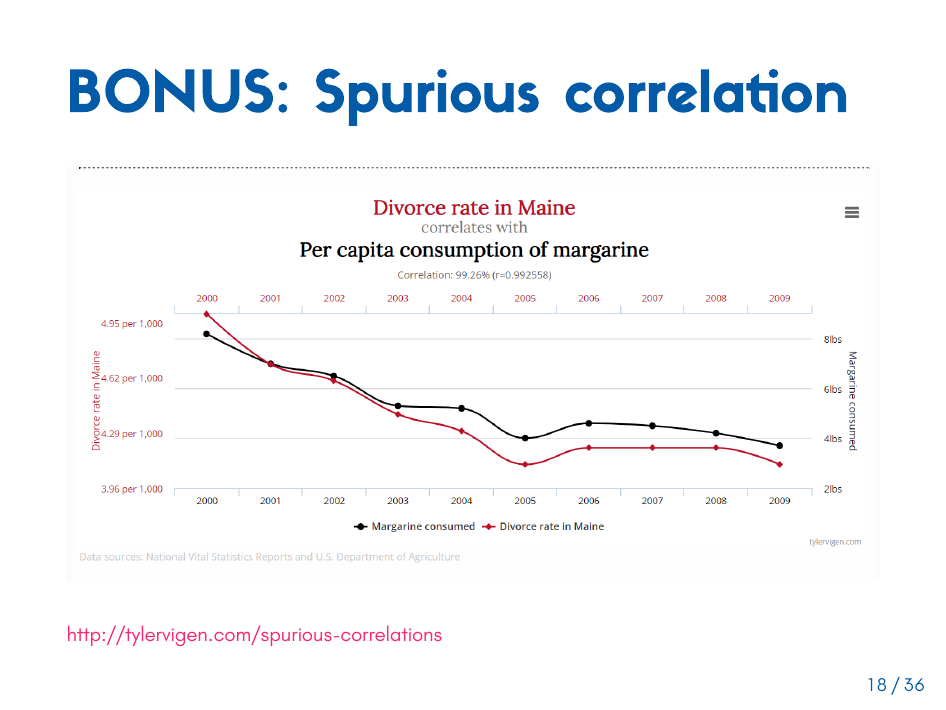 BONUS: Spurious correlation
Divorce rate in Maine
correlates with
Per capita consumption of margarine
Correlation: 99.26% (r=0.992558)
2000 2001 2002 2003 2004 2005 2006 2007 2008 2009
Divorce rate in Maine
4.95 per 1,000
4.62 per 1,000
4.29 per 1,000
3.96 per 1,000
Margarine consumed
8lbs
6lbs
4lbs
2lbs
2000 2001 2002 2003 2004 2005 2006 2007 2008 2009
Margarine consumed Divorce rate in Maine
tylervigen.com
Data sources: National Vital Statistics Reports and U.S. Department of Agriculture
http://tylervigen.com/spurious-correlations
18 / 36